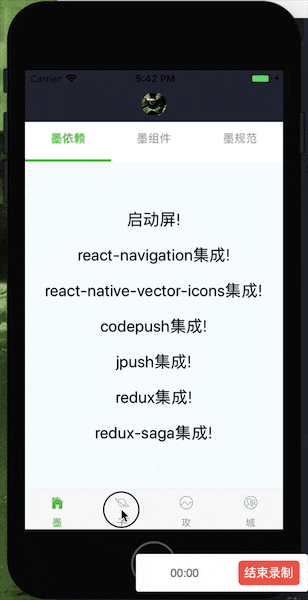 Carrier 5:42 PM
墨依赖 墨组件 墨规范
启动屏!
react-navigation集成!
react-native-vector-icons集成!
codepush集成!
jpush集成!
redux集成!
redux-saga集成!
墨 攻 城
00:00 结束录制